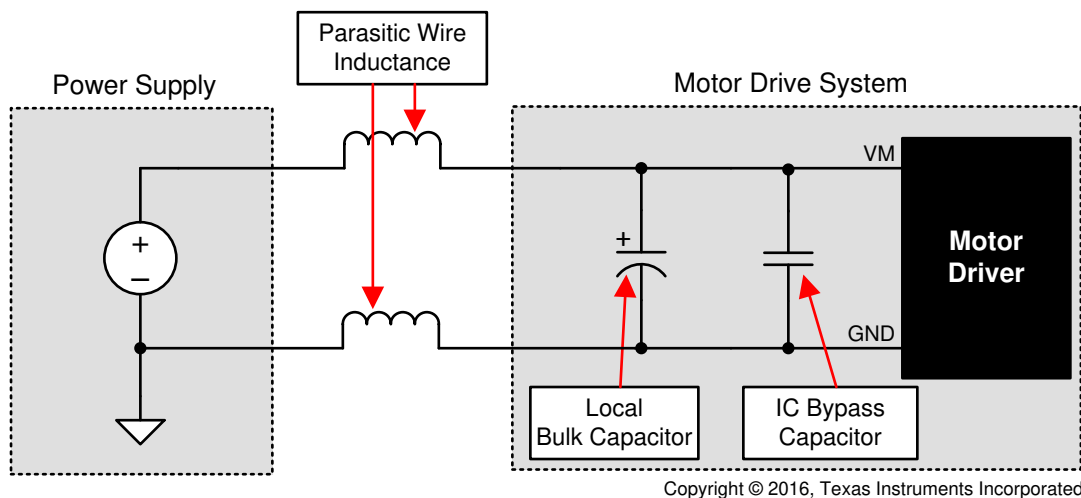 Parasitic Wire
Inductance
Power Supply
Motor Drive System
VM
+
–
+
Motor
Driver
GND
Local
Bulk Capacitor
IC Bypass
Capacitor
Copyright © 2016, Texas Instruments Incorporated